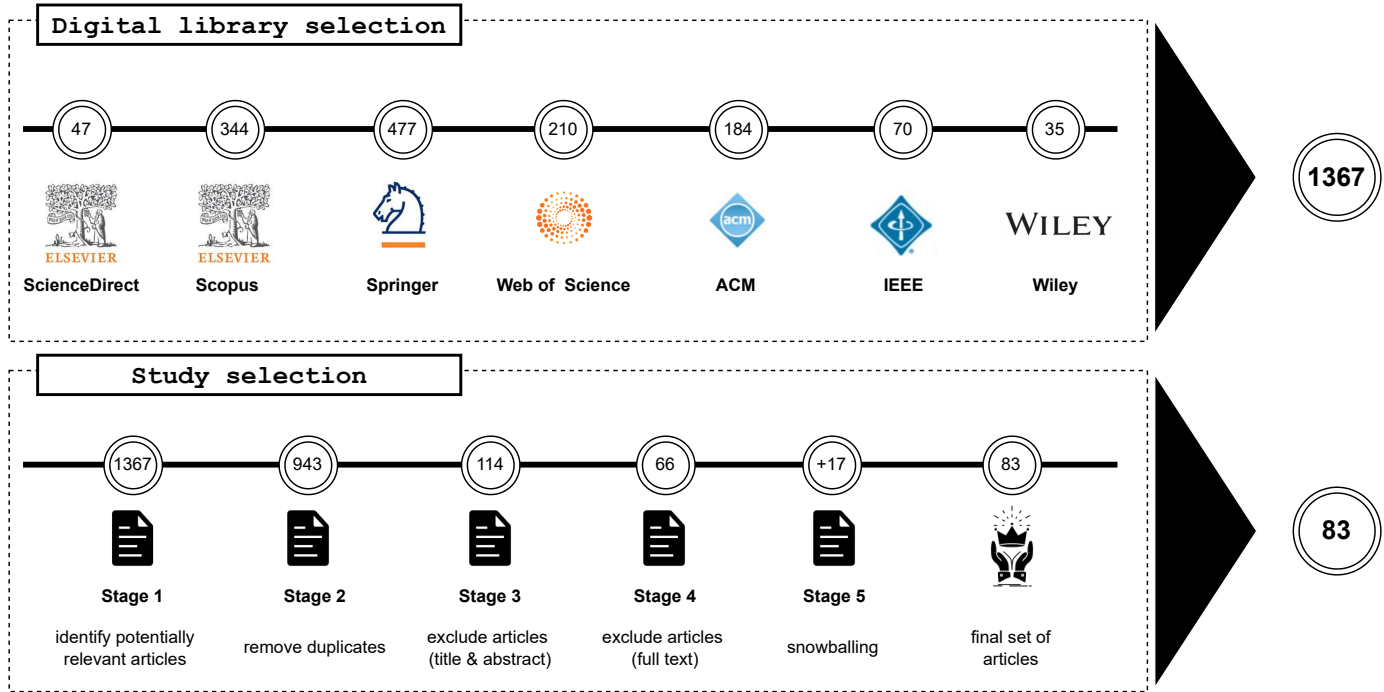 Digital library selection
47 344 477 210 184 70 35
1367
ELSEVIER ELSEVIER acm WILEY
ScienceDirect Scopus Springer Web of Science ACM IEEE Wiley
Study selection
1367 943 114 66 +17 83
83
Stage 1 Stage 2 Stage 3 Stage 4 Stage 5
identify potentially remove duplicates exclude articles exclude articles snowballing final set of
relevant articles (title & abstract) (full text) articles